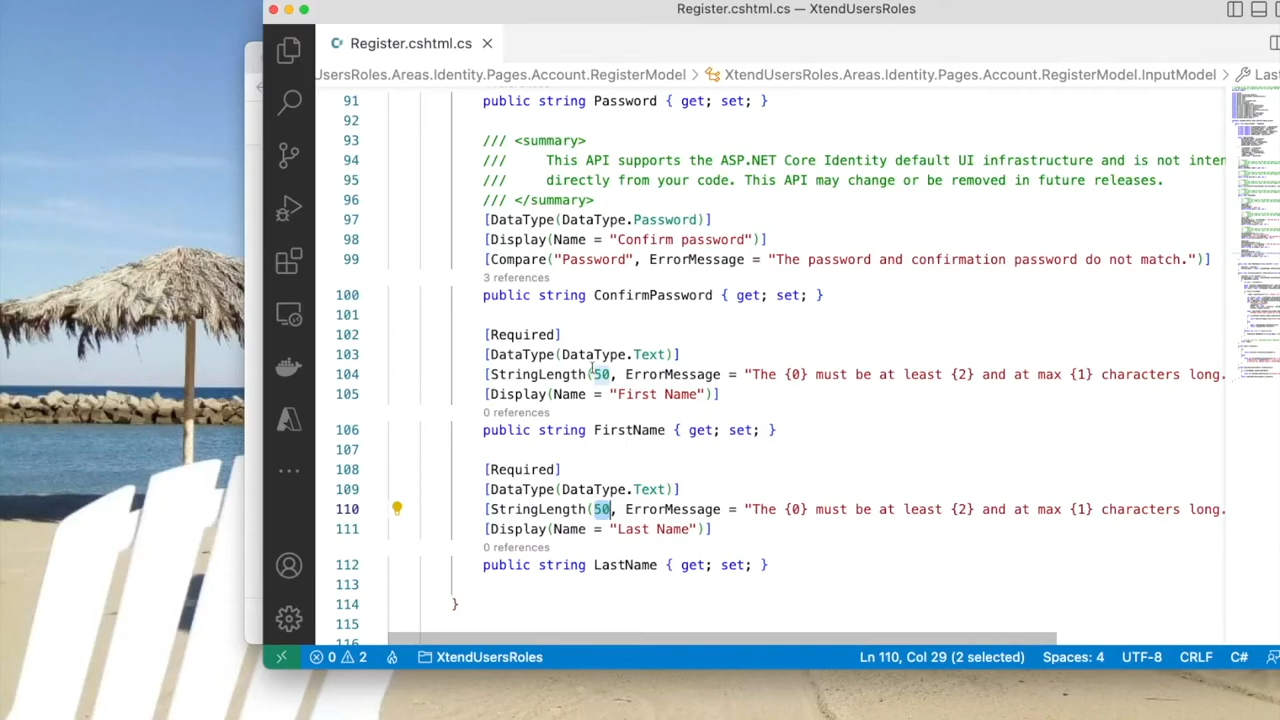 Register.cshtml.cs — XtendUsersRoles
Register.cshtml.cs
UsersRoles.Areas.Identity.Pages.Account.RegisterModel > XtendUsersRoles.Areas.Identity.Pages.Account.RegisterModel.InputModel > Las
91 public string Password { get; set; }
92
93 /// <summary>
94 /// This API supports the ASP.NET Core Identity default UI infrastructure and is not inten
95 /// directly from your code. This API may change or be removed in future releases.
96 /// </summary>
97 [DataType(DataType.Password)]
98 [Display(Name = "Confirm password")]
99 [Compare("Password", ErrorMessage = "The password and confirmation password do not match.")]
3 references
100 public string ConfirmPassword { get; set; }
101
102 [Required]
103 [DataType(DataType.Text)]
104 [StringLength(50, ErrorMessage = "The {0} must be at least {2} and at max {1} characters long.
105 [Display(Name = "First Name")]
0 references
106 public string FirstName { get; set; }
107
108 [Required]
109 [DataType(DataType.Text)]
110 [StringLength(50, ErrorMessage = "The {0} must be at least {2} and at max {1} characters long.
111 [Display(Name = "Last Name")]
0 references
112 public string LastName { get; set; }
113
114 }
115
116
0 2 XtendUsersRoles Ln 110, Col 29 (2 selected) Spaces: 4 UTF-8 CRLF C#